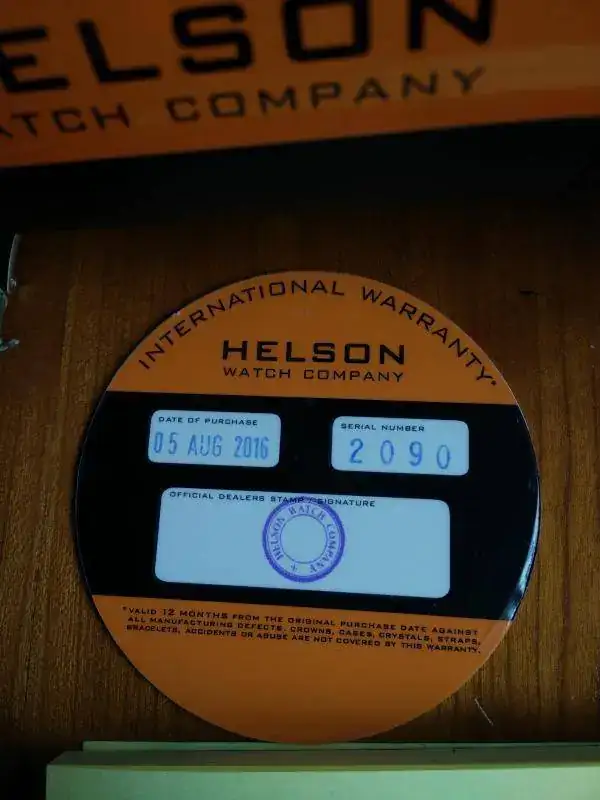 ELSON
ATCH COMPANY
INTERNATIONAL WARRANTY*
HELSON
WATCH COMPANY
DATE OF PURCHASE
05 AUG 2016
SERIAL NUMBER
2090
OFFICIAL DEALERS STAMP / SIGNATURE
HELSON WATCH COMPANY
*VALID 12 MONTHS FROM THE ORIGINAL PURCHASE DATE AGAINST
ALL MANUFACTURING DEFECTS. CROWNS, CASES, CRYSTALS, STRAPS,
BRACELETS, ACCIDENTS OR ABUSE ARE NOT COVERED BY THIS WARRANTY.